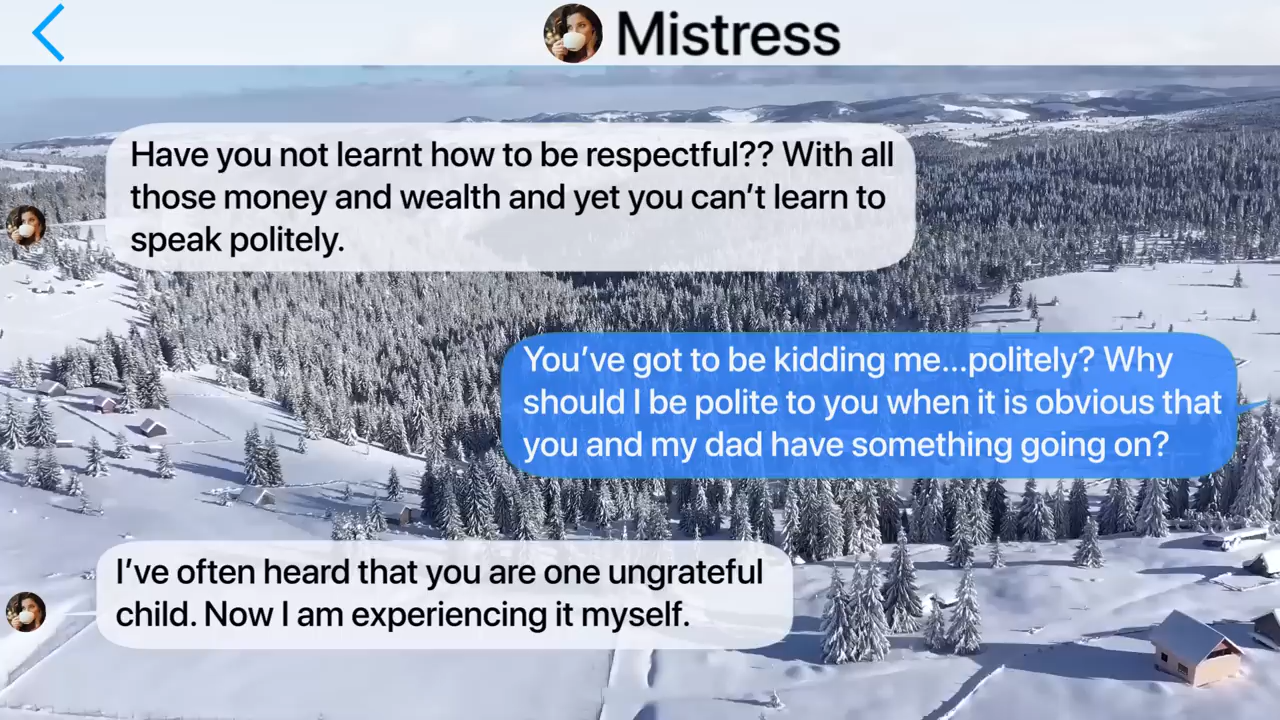 Mistress
Have you not learnt how to be respectful?? With all
those money and wealth and yet you can’t learn to
speak politely.
You’ve got to be kidding me...politely? Why
should I be polite to you when it is obvious that
you and my dad have something going on?
I’ve often heard that you are one ungrateful
child. Now I am experiencing it myself.